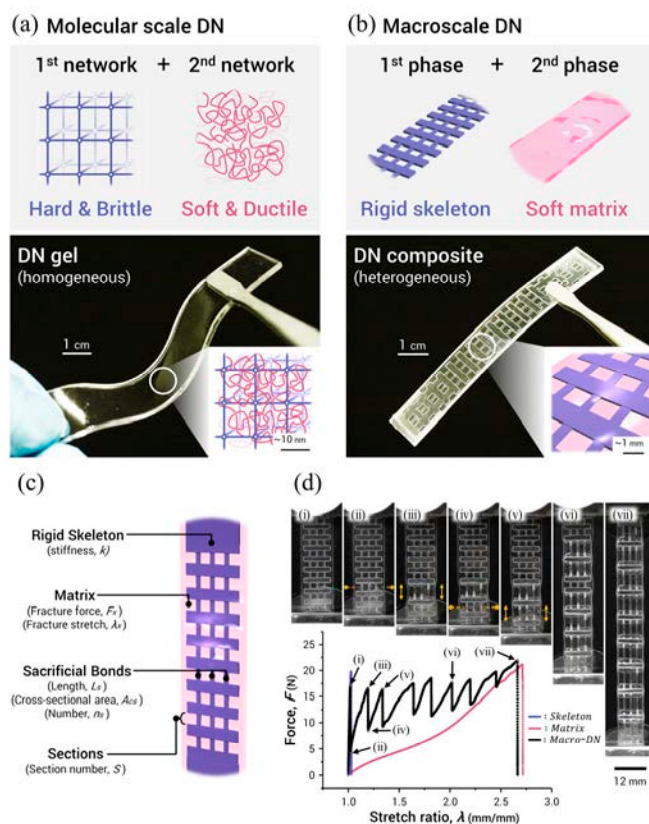 (a) Molecular scale DN
1st network + 2nd network
Hard & Brittle Soft & Ductile
DN gel
(homogeneous)
1 cm
~10 nm
(b) Macroscale DN
1st phase + 2nd phase
Rigid skeleton Soft matrix
DN composite
(heterogeneous)
1 cm
~1 mm
(c)
Rigid Skeleton
(stiffness, k)
Matrix
(Fracture force, Fx)
(Fracture stretch, λx)
Sacrificial Bonds
(Length, Ls)
(Cross-sectional area, Acs)
(Number, ns)
Sections
(Section number, S)
(d)
(i) (ii) (iii) (iv) (v) (vi) (vii)
Force, F (N)
25
20
15
10
5
0
(i) (iii) (v) (vi) (vii)
(iv)
(ii)
: Skeleton
: Matrix
: Macro-DN
1.0 1.5 2.0 2.5 3.0
Stretch ratio, λ (mm/mm)
12 mm